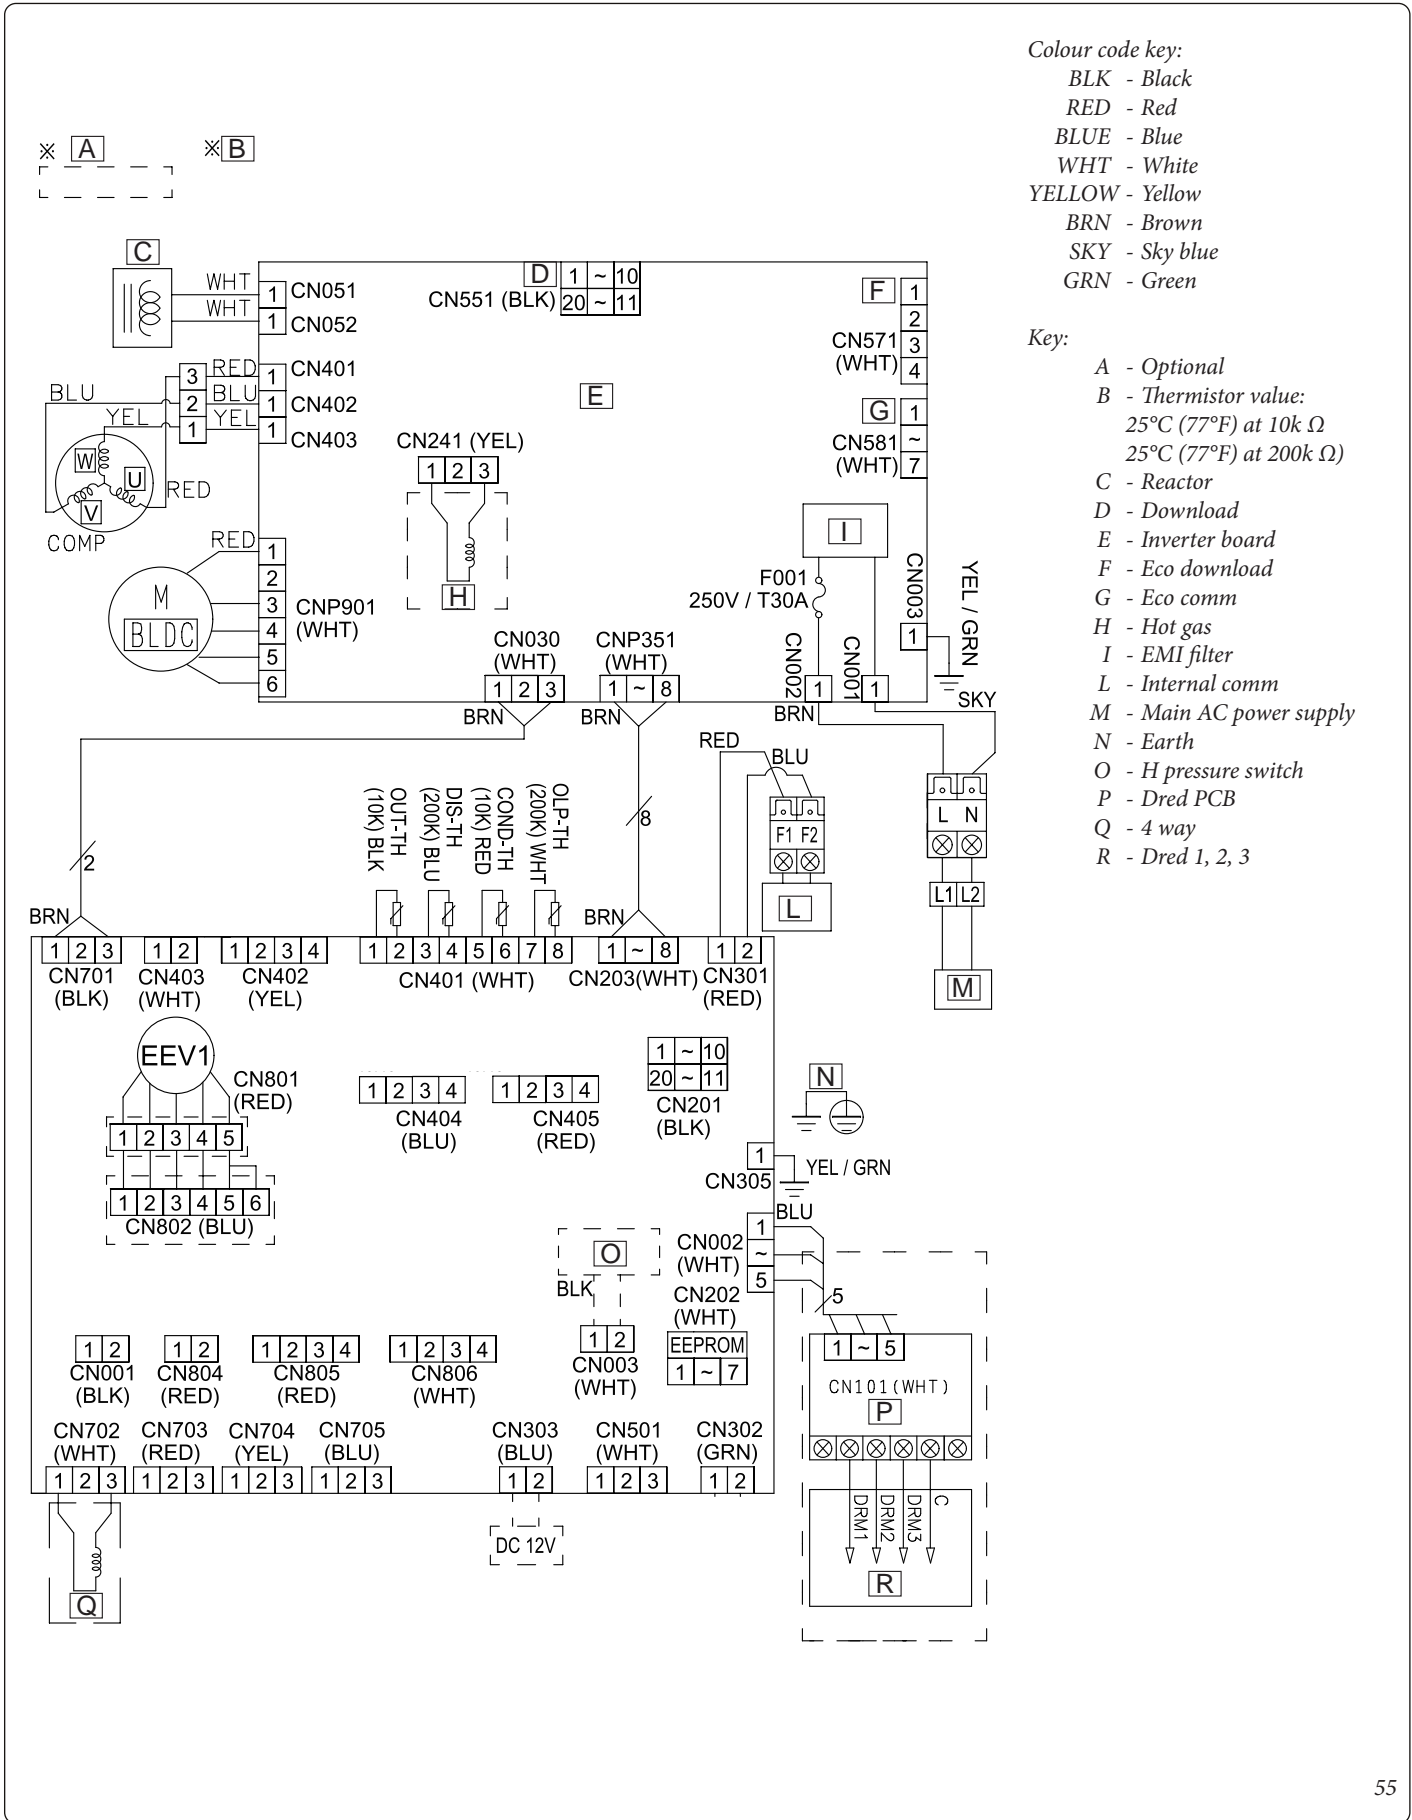 Colour code key:
BLK - Black
RED - Red
BLUE - Blue
WHT - White
YELLOW - Yellow
BRN - Brown
SKY - Sky blue
GRN - Green
Key:
A - Optional
B - Thermistor value:
25°C (77°F) at 10k Ω
25°C (77°F) at 200k Ω)
C - Reactor
D - Download
E - Inverter board
F - Eco download
G - Eco comm
H - Hot gas
I - EMI filter
L - Internal comm
M - Main AC power supply
N - Earth
O - H pressure switch
P - Dred PCB
Q - 4 way
R - Dred 1, 2, 3
※ A
※ B
C
WHT 1 CN051
WHT 1 CN052
D 1 ~ 10
CN551 (BLK) 20 ~ 11
F 1
2
CN571 3
(WHT) 4
3 RED 1 CN401
BLU 2 BLU 1 CN402
YEL 1 YEL 1 CN403
E
G 1
CN581 ~
(WHT) 7
W
U
V
RED
COMP
CN241 (YEL)
1 2 3
H
I
F001
250V / T30A
CN003
1
YEL / GRN
RED 1
2
3
4
5
6
CNP901
(WHT)
M
BLDC
CN030
(WHT)
1 2 3
BRN
CNP351
(WHT)
1 ~ 8
BRN
CN002
1
BRN
CN001
1
SKY
RED
BLU
F1 F2
L
L N
L1 L2
M
2
8
BRN
BRN
OUT-TH
(10K) BLK
DIS-TH
(200K) BLU
COND-TH
(10K) RED
OLP-TH
(200K) WHT
1 2 3
CN701
(BLK)
1 2
CN403
(WHT)
1 2 3 4
CN402
(YEL)
1 2 3 4 5 6 7 8
CN401 (WHT)
1 ~ 8
CN203(WHT)
1 2
CN301
(RED)
EEV1
CN801
(RED)
1 2 3 4 5
1 2 3 4 5 6
CN802 (BLU)
1 2 3 4
CN404
(BLU)
1 2 3 4
CN405
(RED)
1 ~ 10
20 ~ 11
CN201
(BLK)
N
1
CN305
YEL / GRN
BLU
CN002
(WHT)
1
~
5
O
BLK
1 2
CN003
(WHT)
CN202
(WHT)
EEPROM
1 ~ 7
5
1 ~ 5
CN101(WHT)
P
DRM1
DRM2
DRM3
C
R
1 2
CN001
(BLK)
1 2
CN804
(RED)
1 2 3 4
CN805
(RED)
1 2 3 4
CN806
(WHT)
CN702
(WHT)
1 2 3
CN703
(RED)
1 2 3
CN704
(YEL)
1 2 3
CN705
(BLU)
1 2 3
CN303
(BLU)
1 2
CN501
(WHT)
1 2 3
CN302
(GRN)
1 2
DC 12V
Q
55